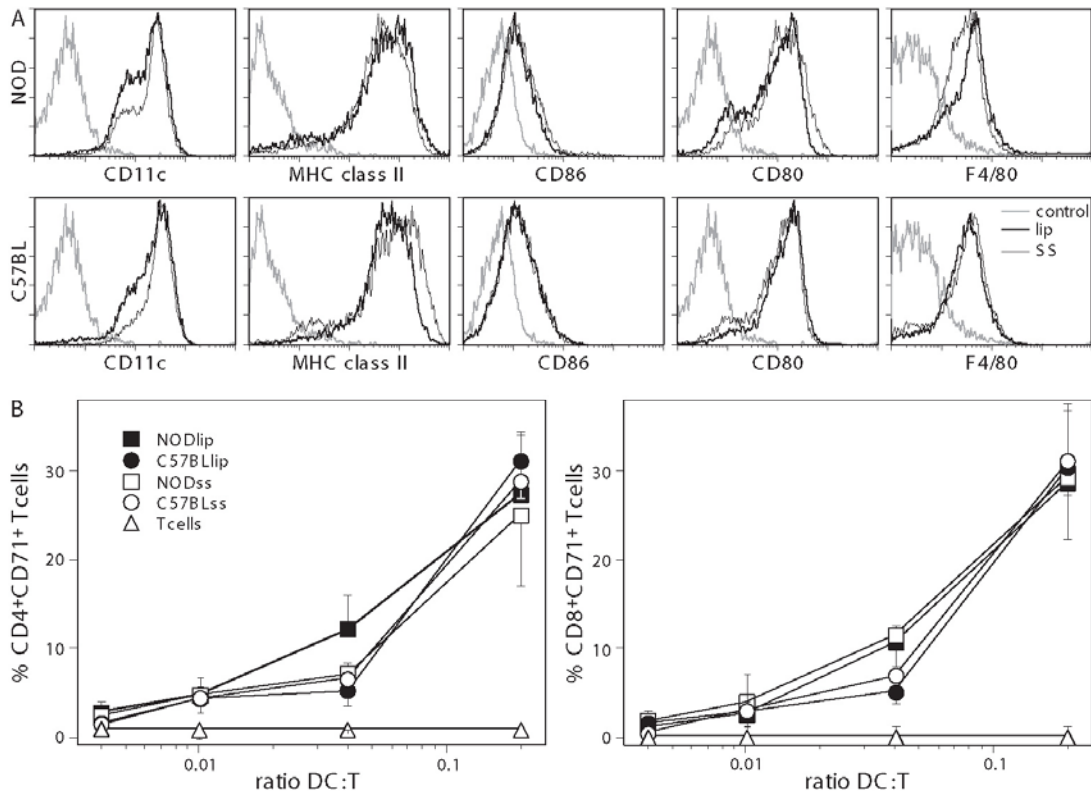 A
NOD
CD11c
MHC class II
CD86
CD80
F4/80
C57BL
control
lip
SS
CD11c
MHC class II
CD86
CD80
F4/80
B
% CD4+CD71+ Tcells
30
20
10
0
NODlip
C57BLlip
NODss
C57BLss
Tcells
0.01
0.1
ratio DC:T
% CD8+CD71+ Tcells
30
20
10
0
0.01
0.1
ratio DC:T